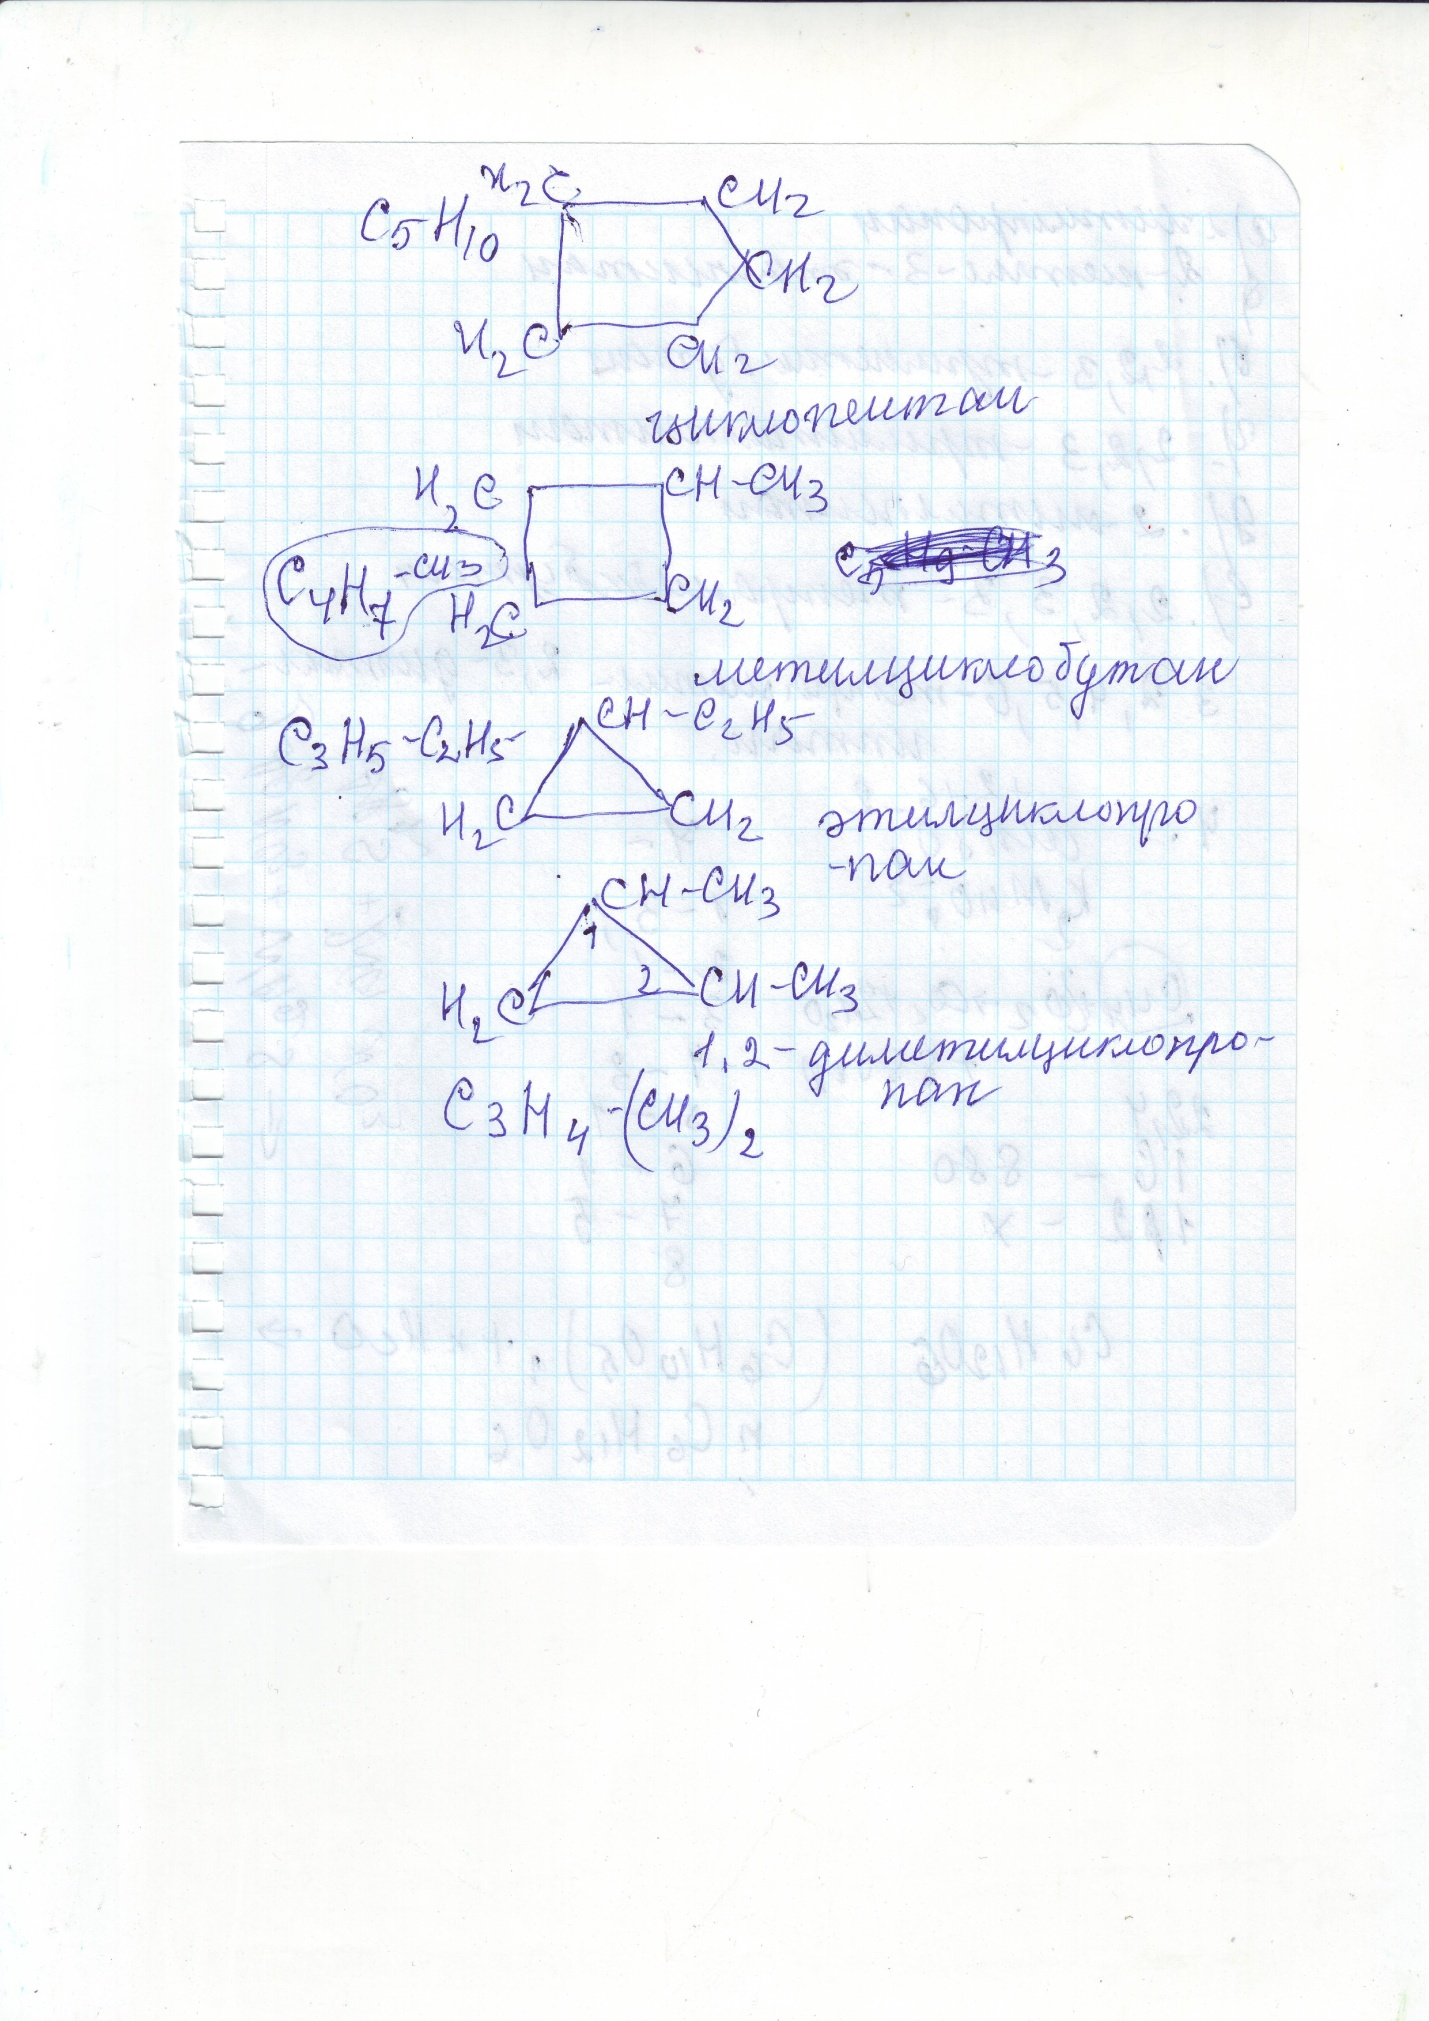 C5H10
H2C
CH2
CH2
H2C
CH2
циклопентан
H2C
CH-CH3
C4H7-CH3
H2C
CH2
метилциклобутан
C3H5-C2H5
CH-C2H5
H2C
CH2
этилциклопро
-пан
CH-CH3
1
H2C
2
CH-CH3
1,2-диметилциклопро-
пан
C3H4-(CH3)2